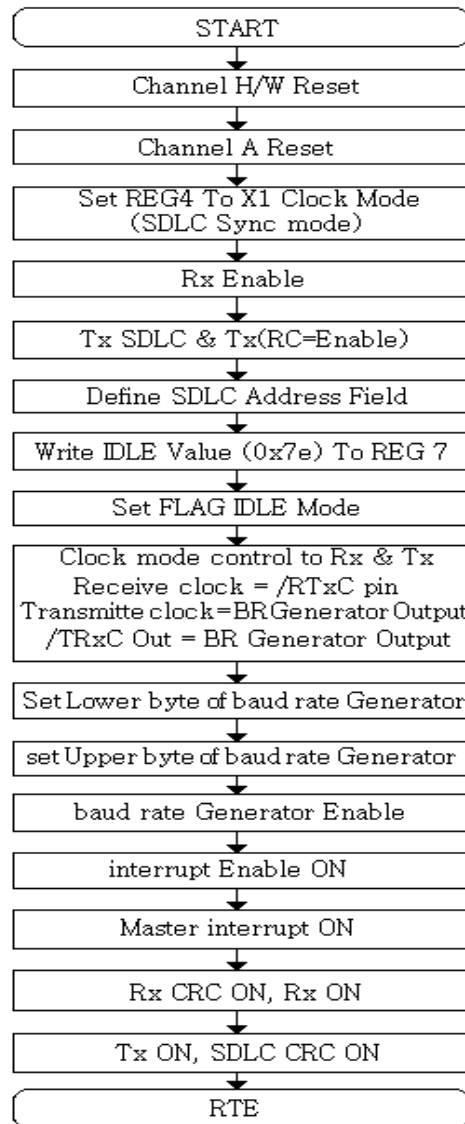 START
Channel H/W Reset
Channel A Reset
Set REG4 To X1 Clock Mode
(SDLC Sync mode)
Rx Enable
Tx SDLC & Tx(RC=Enable)
Define SDLC Address Field
Write IDLE Value (0x7e) To REG 7
Set FLAG IDLE Mode
Clock mode control to Rx & Tx
Receive clock = /RTxC pin
Transmitte clock=BR Generator Output
/TRxC Out = BR Generator Output
Set Lower byte of baud rate Generator
set Upper byte of baud rate Generator
baud rate Generator Enable
interrupt Enable ON
Master interrupt ON
Rx CRC ON, Rx ON
Tx ON, SDLC CRC ON
RTE